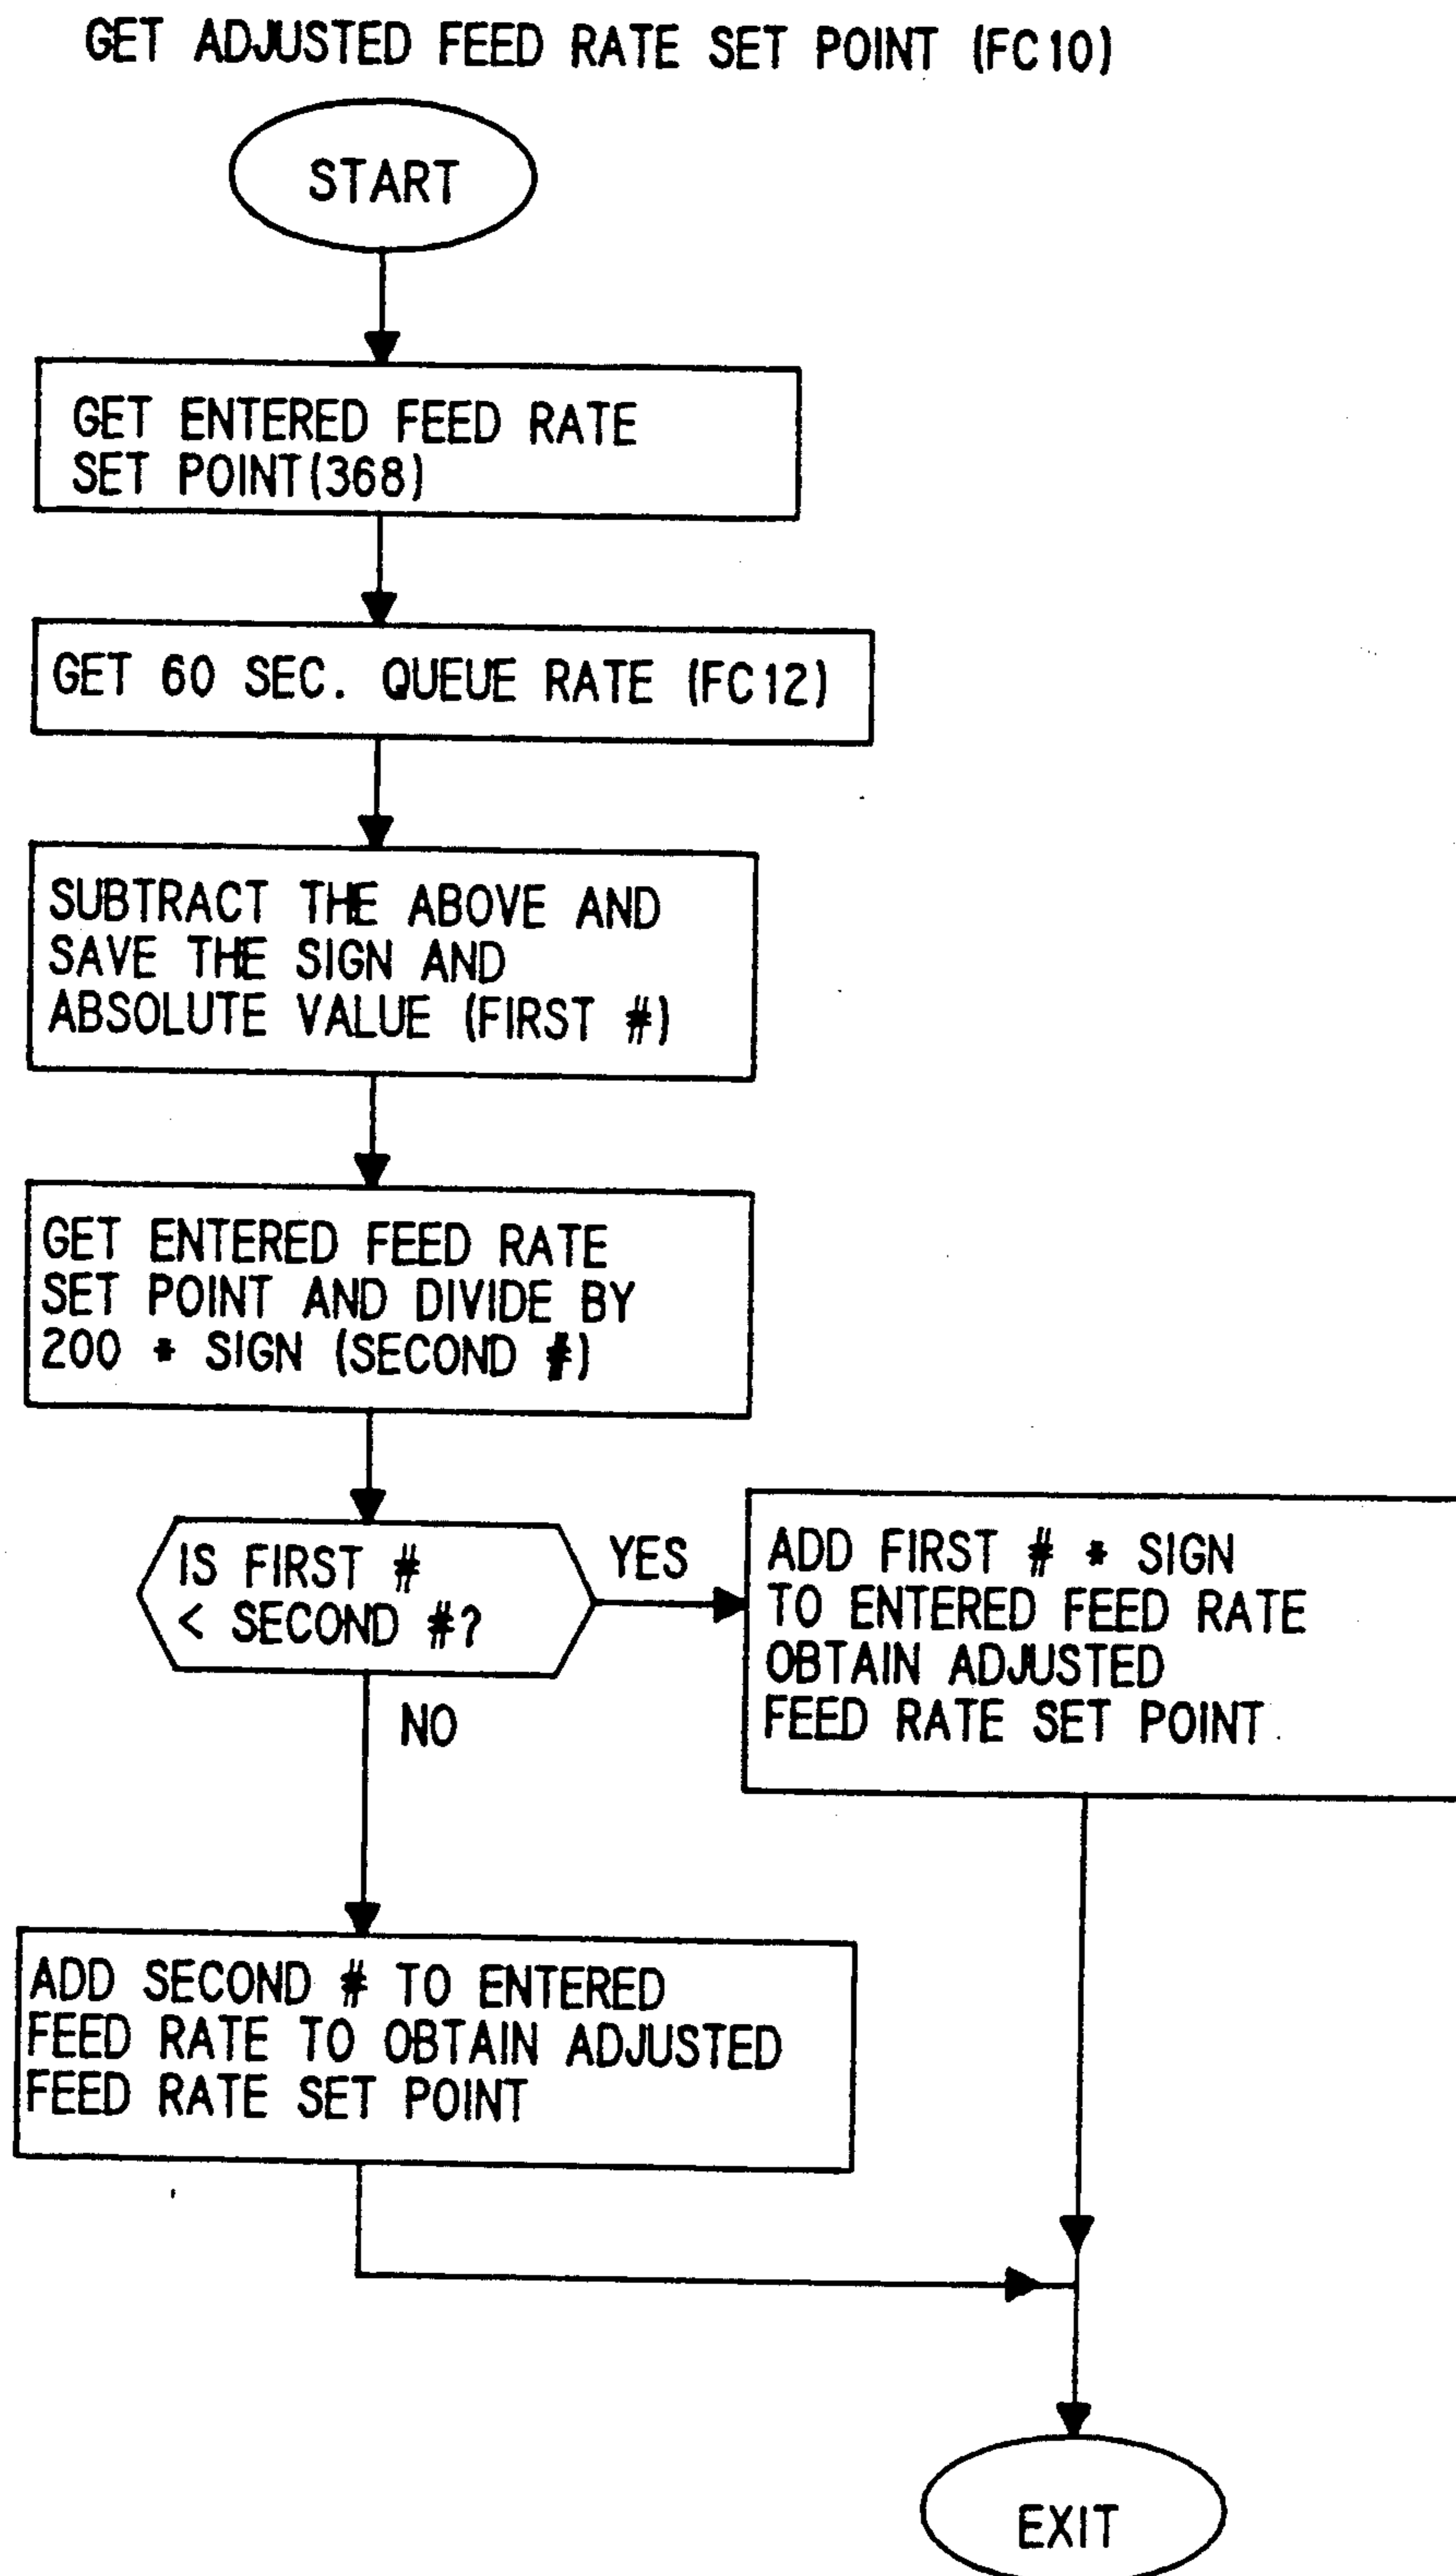 GET ADJUSTED FEED RATE SET POINT (FC10)
START
GET ENTERED FEED RATE
SET POINT(368)
GET 60 SEC. QUEUE RATE (FC12)
SUBTRACT THE ABOVE AND
SAVE THE SIGN AND
ABSOLUTE VALUE (FIRST #)
GET ENTERED FEED RATE
SET POINT AND DIVIDE BY
200 * SIGN (SECOND #)
IS FIRST #
< SECOND #?
YES
ADD FIRST # * SIGN
TO ENTERED FEED RATE
OBTAIN ADJUSTED
FEED RATE SET POINT
NO
ADD SECOND # TO ENTERED
FEED RATE TO OBTAIN ADJUSTED
FEED RATE SET POINT
EXIT